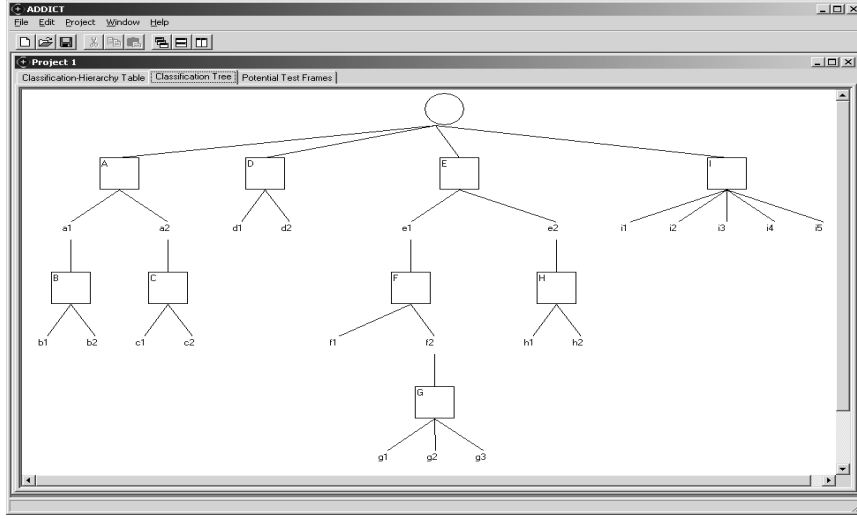 ADDICT
File Edit Project Window Help
Project 1
Classification-Hierarchy Table Classification Tree Potential Test Frames
A D E I
a1 a2 d1 d2 e1 e2 i1 i2 i3 i4 i5
B C F H
b1 b2 c1 c2 f1 f2 h1 h2
G
g1 g2 g3